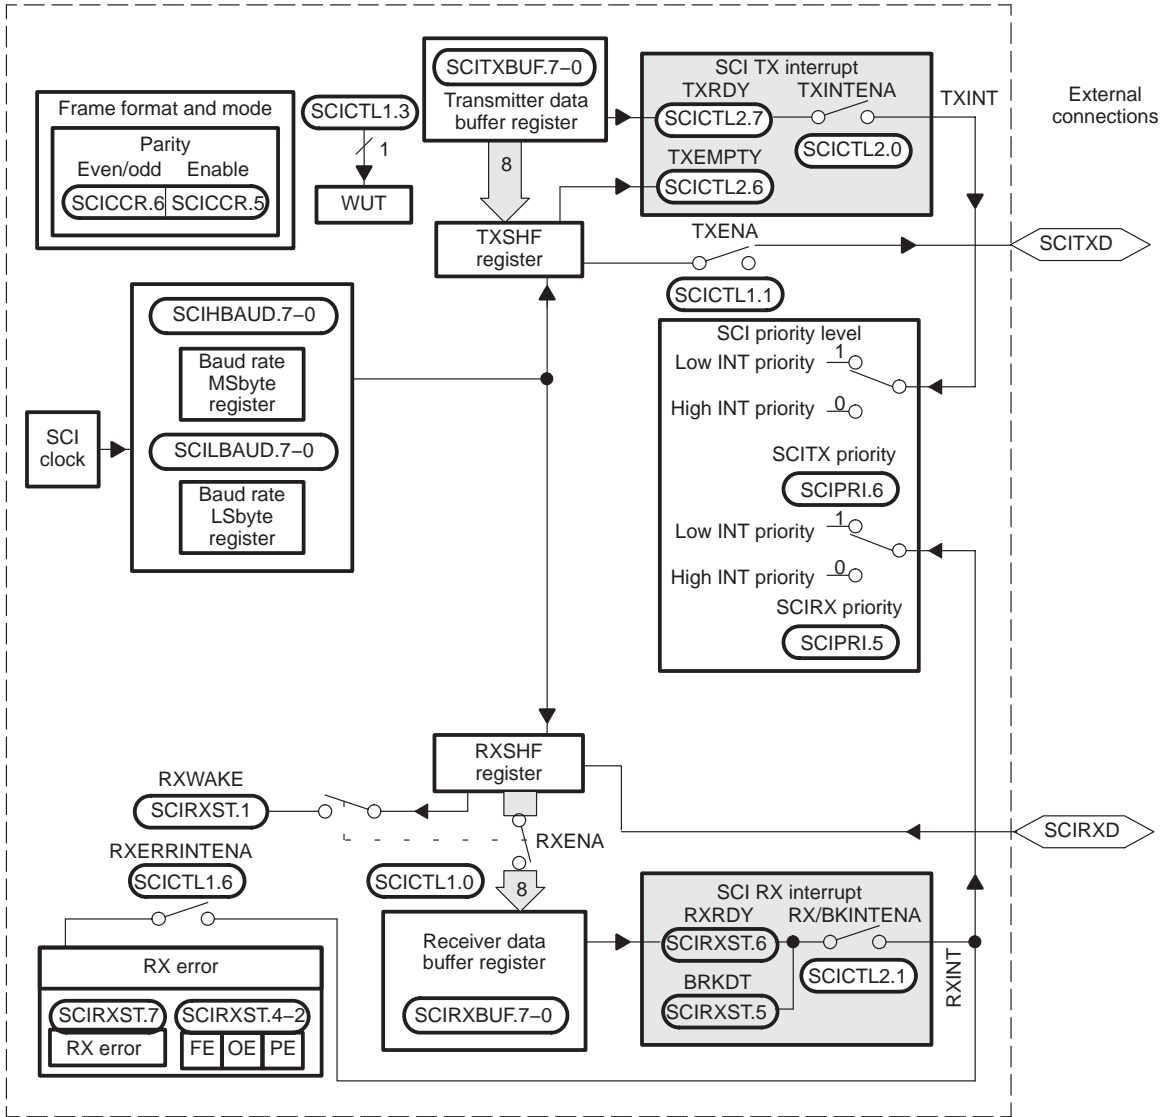 SCITXBUF.7–0
Transmitter data
buffer register
8
SCI TX interrupt
TXRDY
TXINTENA
SCICTL2.7
SCICTL2.0
TXEMPTY
SCICTL2.6
TXINT
External
connections
Frame format and mode
Parity
Even/odd
Enable
SCICCR.6
SCICCR.5
SCICTL1.3
1
WUT
TXSHF
register
TXENA
SCICTL1.1
SCITXD
SCIHBAUD.7–0
Baud rate
MSbyte
register
SCI
clock
SCILBAUD.7–0
Baud rate
LSbyte
register
SCI priority level
Low INT priority
1
High INT priority
0
SCITX priority
SCIPRI.6
Low INT priority
1
High INT priority
0
SCIRX priority
SCIPRI.5
RXSHF
register
RXWAKE
SCIRXST.1
RXENA
SCIRXD
RXERRINTENA
SCICTL1.6
SCICTL1.0
8
Receiver data
buffer register
SCIRXBUF.7–0
SCI RX interrupt
RXRDY
RX/BKINTENA
SCIRXST.6
SCICTL2.1
BRKDT
SCIRXST.5
RXINT
RX error
SCIRXST.7
SCIRXST.4–2
RX error
FE
OE
PE